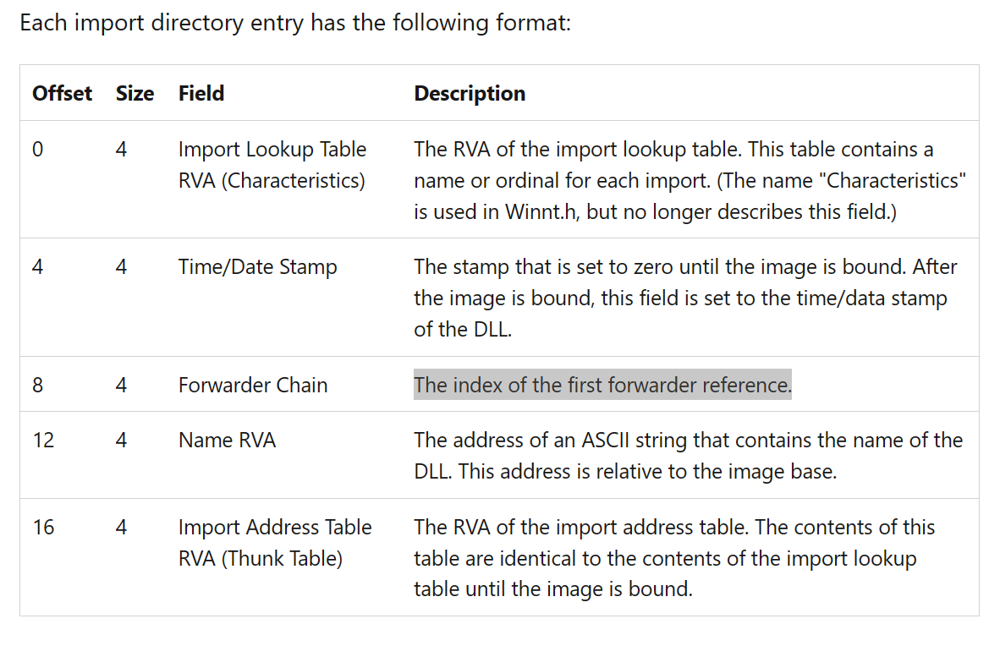 Each import directory entry has the following format:
Offset Size Field Description
0 4 Import Lookup Table The RVA of the import lookup table. This table contains a
RVA (Characteristics) name or ordinal for each import. (The name "Characteristics"
is used in Winnt.h, but no longer describes this field.)
4 4 Time/Date Stamp The stamp that is set to zero until the image is bound. After
the image is bound, this field is set to the time/data stamp
of the DLL.
8 4 Forwarder Chain The index of the first forwarder reference.
12 4 Name RVA The address of an ASCII string that contains the name of the
DLL. This address is relative to the image base.
16 4 Import Address Table The RVA of the import address table. The contents of this
RVA (Thunk Table) table are identical to the contents of the import lookup
table until the image is bound.